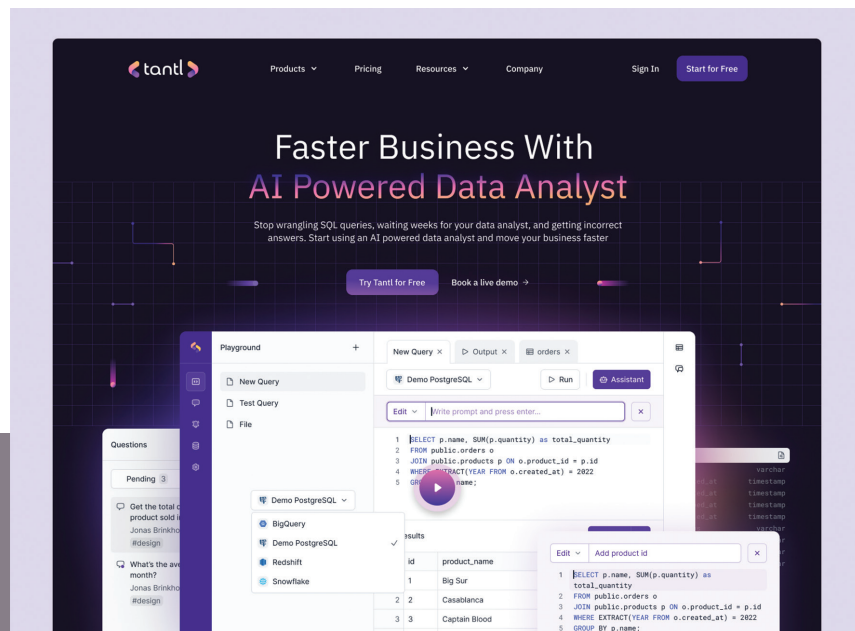 tantl
Products
Pricing
Resources
Company
Sign In
Start for Free
Faster Business With
AI Powered Data Analyst
Stop wrangling SQL queries, waiting weeks for your data analyst, and getting incorrect
answers. Start using an AI powered data analyst and move your business faster
Try Tantl for Free
Book a live demo →
Playground +
New Query
Test Query
File
New Query ×
Output ×
orders ×
Demo PostgreSQL
Run
Assistant
Edit
Write prompt and press enter...
×
1 SELECT p.name, SUM(p.quantity) as total_quantity
2 FROM public.orders o
3 JOIN public.products p ON o.product_id = p.id
4 WHERE EXTRACT(YEAR FROM o.created_at) = 2022
5 name;
Demo PostgreSQL
BigQuery
Demo PostgreSQL ✓
Redshift
Snowflake
id product_name
1 Big Sur
2 2 Casablanca
3 3 Captain Blood
Questions
Pending 3
Get the total
product sold
Jonas
#design
What's the
month?
Jonas
#design
varchar
timestamp
timestamp
timestamp
timestamp
varchar
Edit
Add product id
×
1 SELECT p.name, SUM(p.quantity) as
total_quantity
2 FROM public.orders o
3 JOIN public.products p ON o.product_id = p.id
4 WHERE EXTRACT(YEAR FROM o.created_at) = 2022
5 GROUP BY p.name;